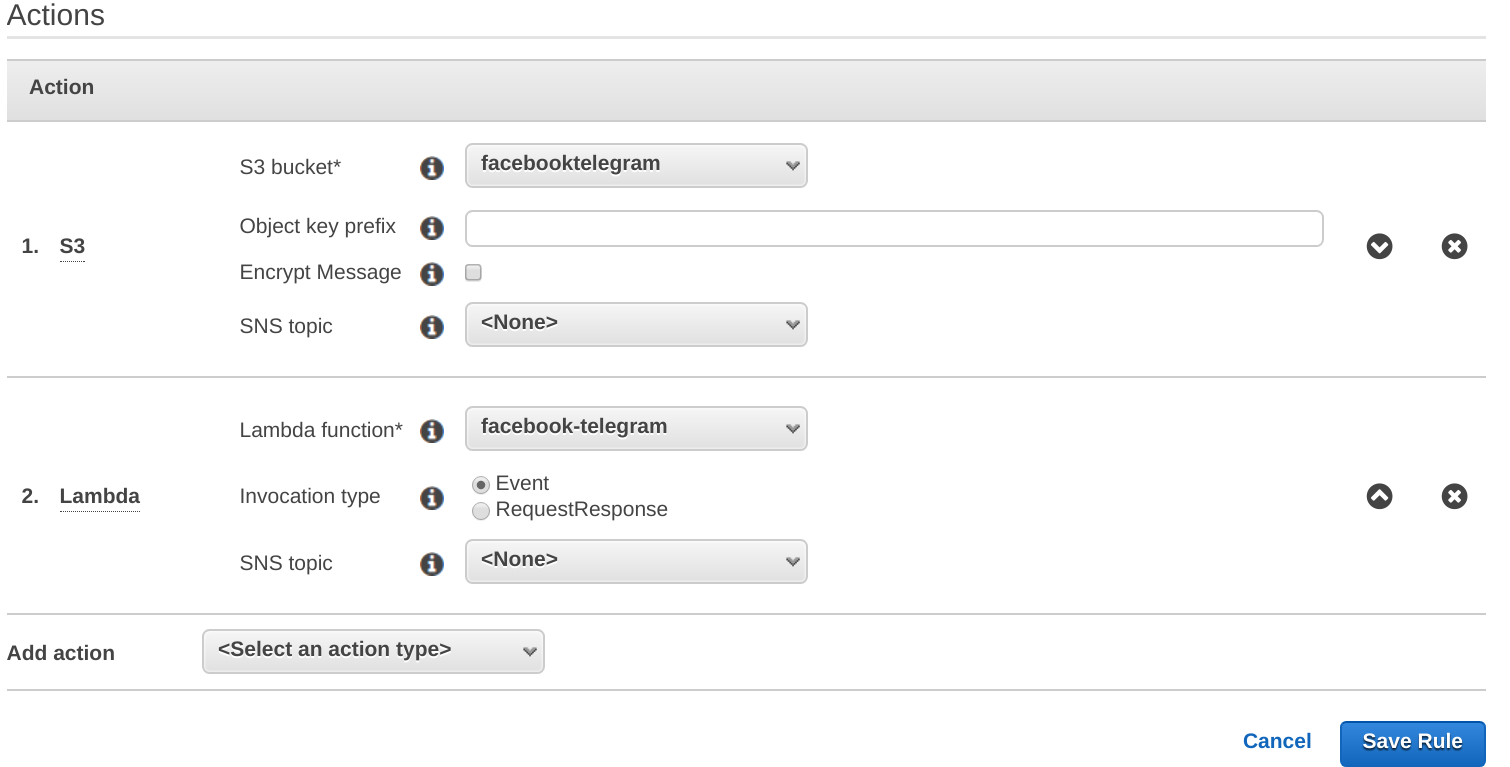 Actions
Action
1. S3
S3 bucket* facebooktelegram
Object key prefix
Encrypt Message
SNS topic <None>
2. Lambda
Lambda function* facebook-telegram
Invocation type Event
RequestResponse
SNS topic <None>
Add action <Select an action type>
Cancel Save Rule